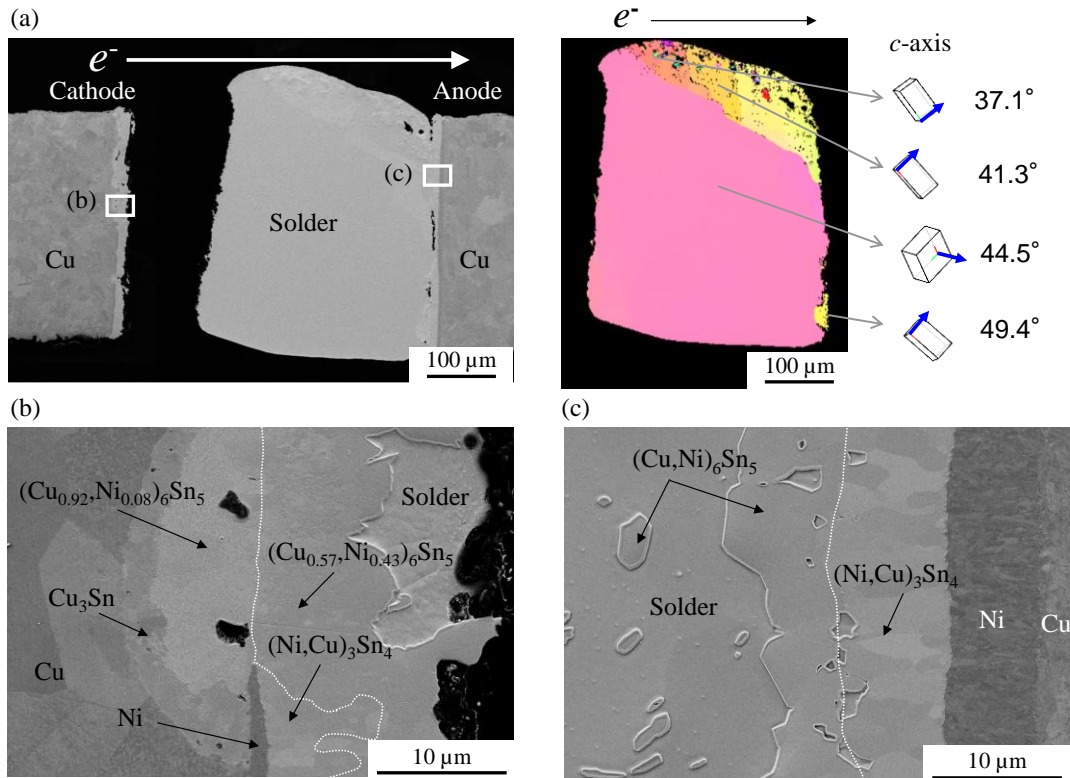 (a)
e-
Cathode
Anode
(b)
(c)
Solder
Cu
Cu
100 µm
e-
c-axis
37.1°
41.3°
44.5°
49.4°
100 µm
(b)
(Cu0.92,Ni0.08)6Sn5
Solder
(Cu0.57,Ni0.43)6Sn5
Cu3Sn
(Ni,Cu)3Sn4
Cu
Ni
10 µm
(c)
(Cu,Ni)6Sn5
(Ni,Cu)3Sn4
Solder
Ni
Cu
10 µm